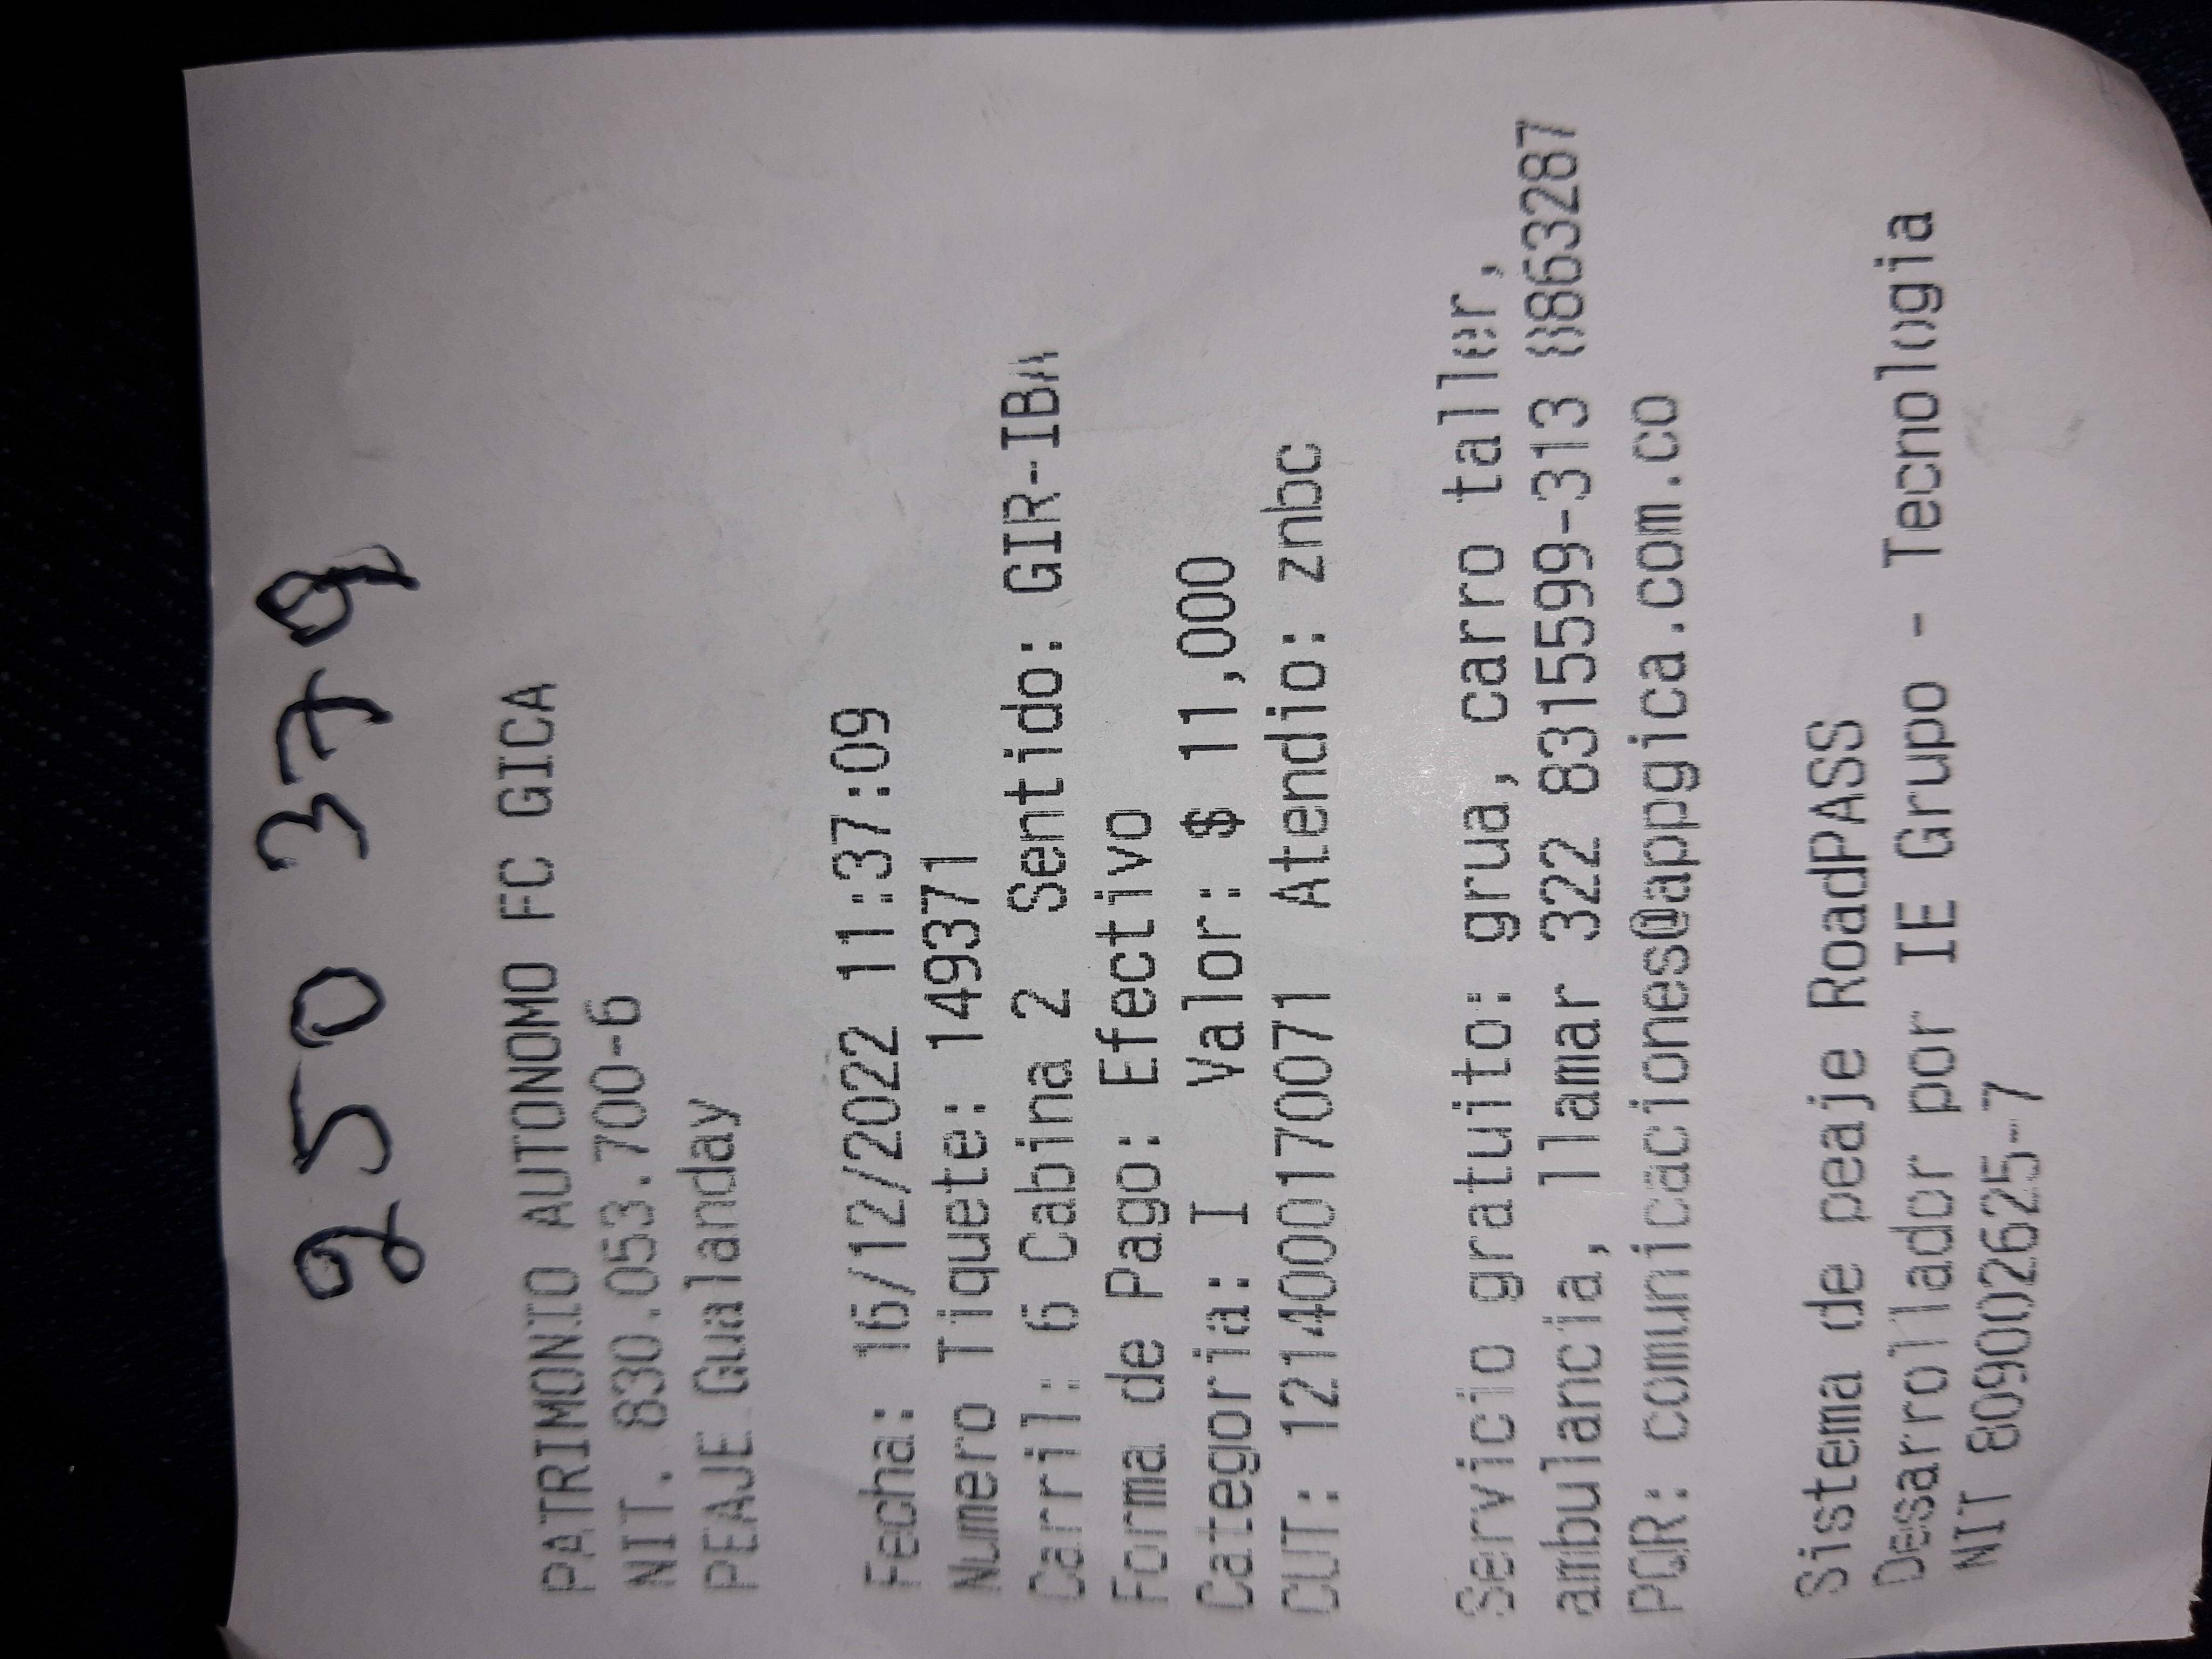 250 379
PATRIMONIO AUTONOMO FC GICA
NIT. 830.053.700-6
PEAJE Gualanday
Fecha: 16/12/2022 11:37:09
Numero Tiquete: 149371
Carril: 6 Cabina 2 Sentido: GIR-IBA
Forma de Pago: Efectivo
Categoria: I Valor: $ 11,000
CUT: 1214000170071 Atendio: znbc
Servicio gratuito: grua, carro taller,
ambulancia, llamar 322 8315599-313 8863287
PQR: comunicaciones@appgica.com.co
Sistema de peaje RoadPASS
Desarrollador por IE Grupo - Tecnologia
NIT 809002625-7